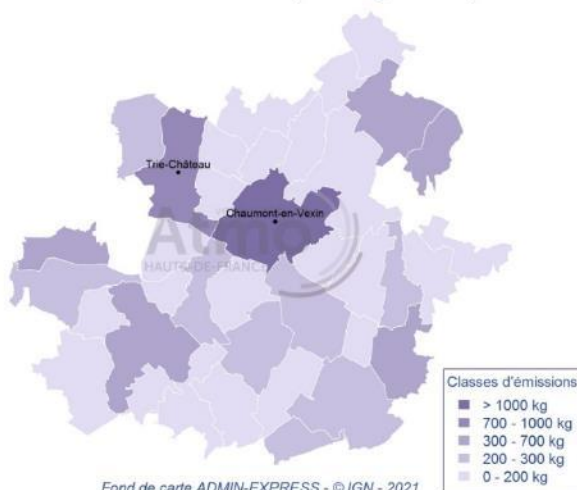 Trie-Château
Chaumont-en-Vexin
Atmo
HAUTS-DE-FRANCE
Classes d'émissions
> 1000 kg
700 - 1000 kg
300 - 700 kg
200 - 300 kg
0 - 200 kg
Fond de carte ADMIN-EXPRESS - © IGN - 2021